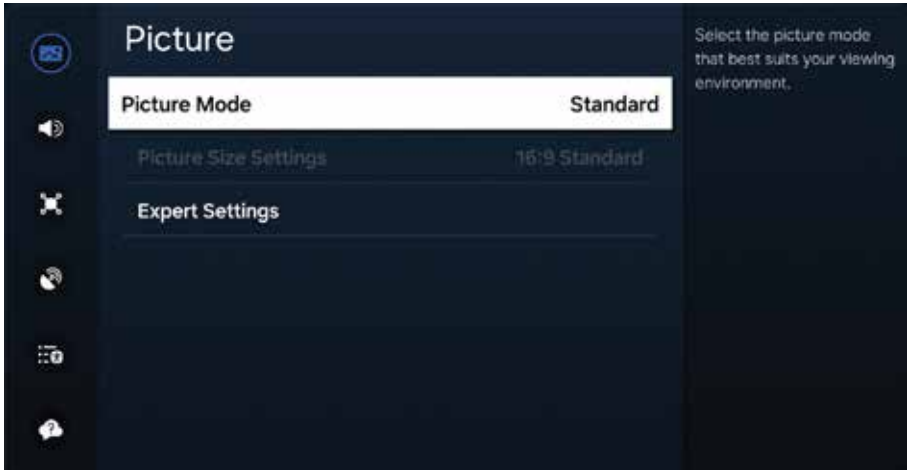 Picture
Select the picture mode
that best suits your viewing
environment.
Picture Mode Standard
Picture Size Settings 16:9 Standard
Expert Settings